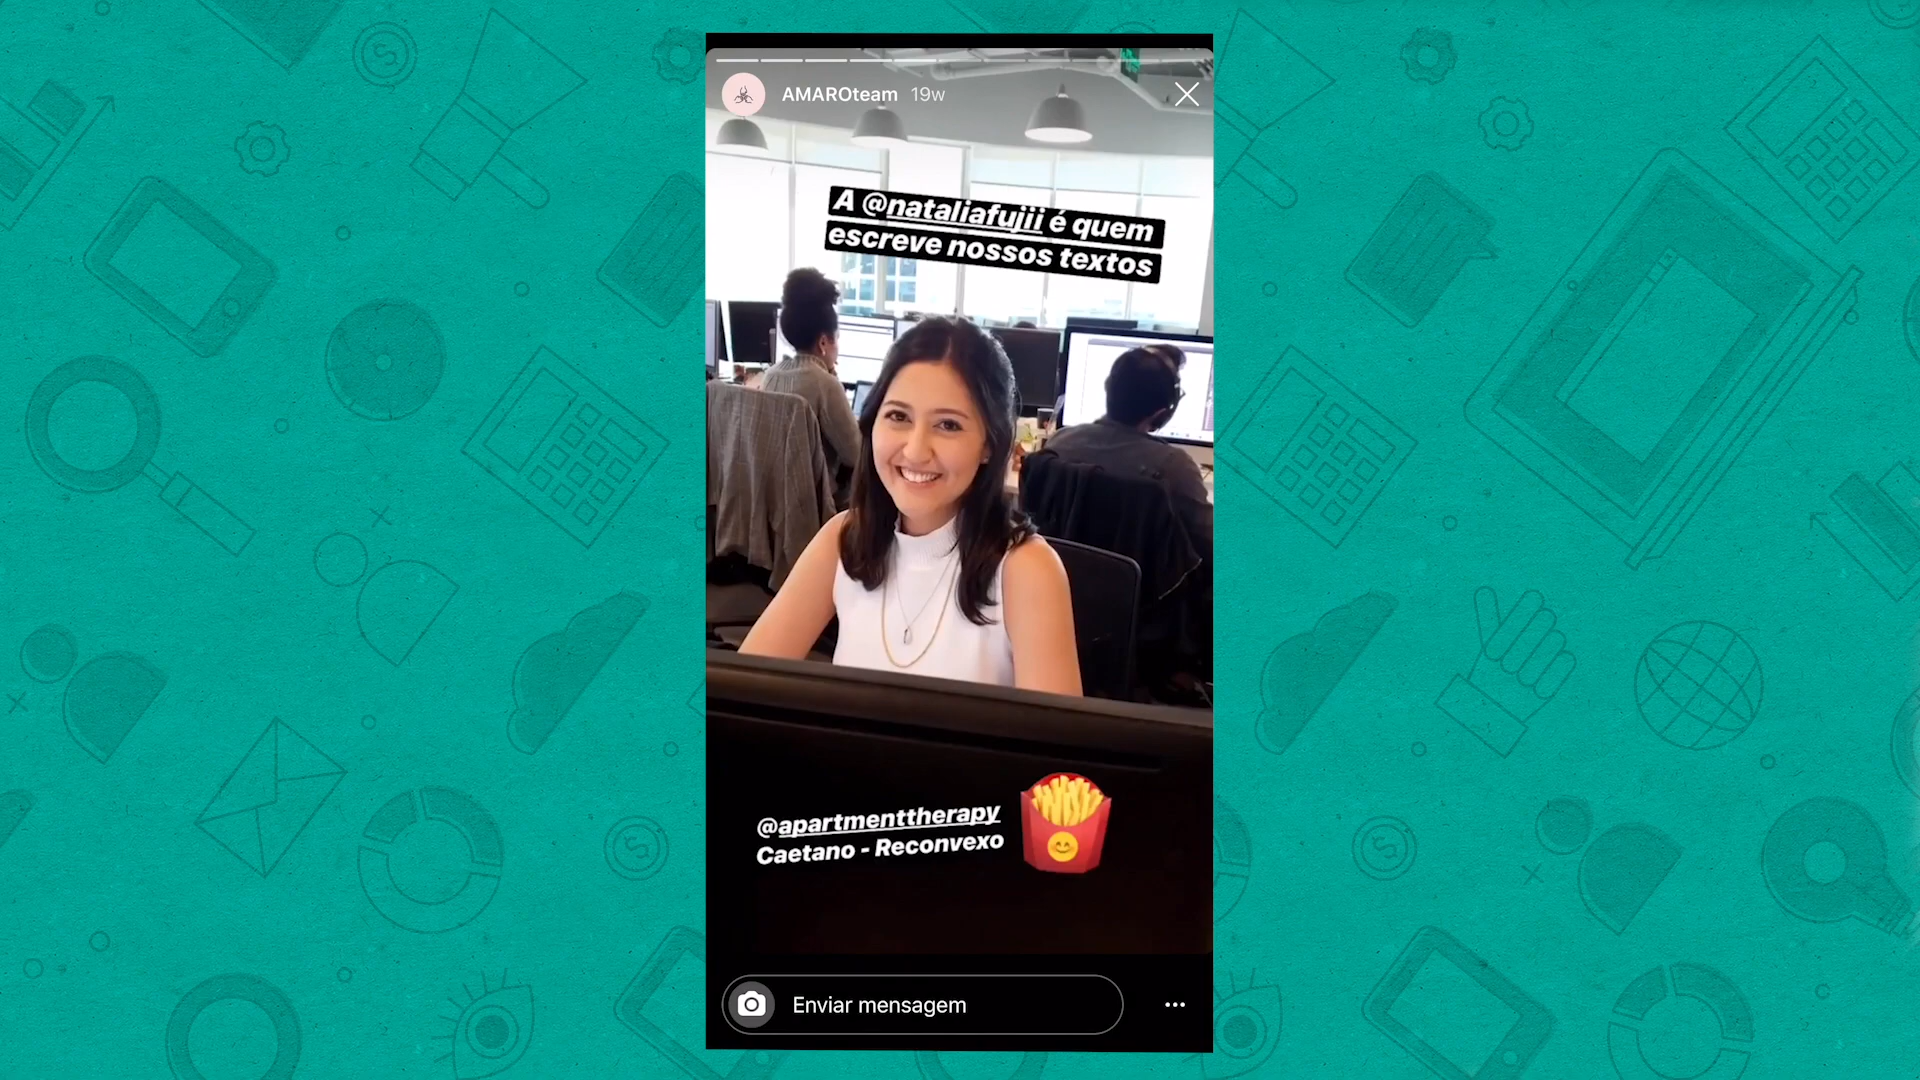 AMAROteam 19w
A @nataliafujii é quem
escreve nossos textos
@apartmenttherapy
Caetano - Reconvexo
Enviar mensagem